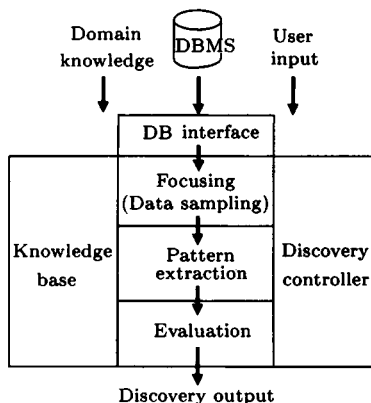 Domain
knowledge
DBMS
User
input
DB interface
Focusing
(Data sampling)
Knowledge
base
Pattern
extraction
Discovery
controller
Evaluation
Discovery output